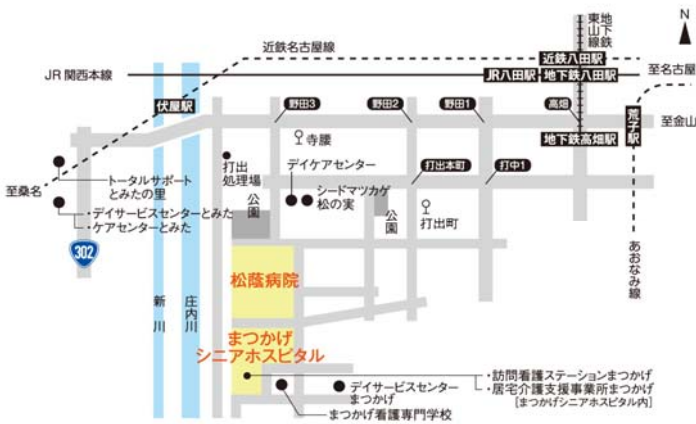 N
東山線
地下鉄
近鉄名古屋線
近鉄八田駅
JR関西本線
JR八田駅
地下鉄八田駅
至名古屋
伏屋駅
野田3
野田2
野田1
高畑
荒子駅
至金山
寺腰
地下鉄高畑駅
打出
処理場
デイケアセンター
打出本町
打中1
至桑名
トータルサポート
とみたの里
公園
シードマツカゲ
松の実
・デイサービスセンターとみた
・ケアセンターとみた
公園
打出町
302
あおなみ線
松蔭病院
新川
庄内川
まつかげ
シニアホスピタル
・訪問看護ステーションまつかげ
・居宅介護支援事業所まつかげ
[まつかげシニアホスピタル内]
デイサービスセンター
まつかげ
まつかげ看護専門学校